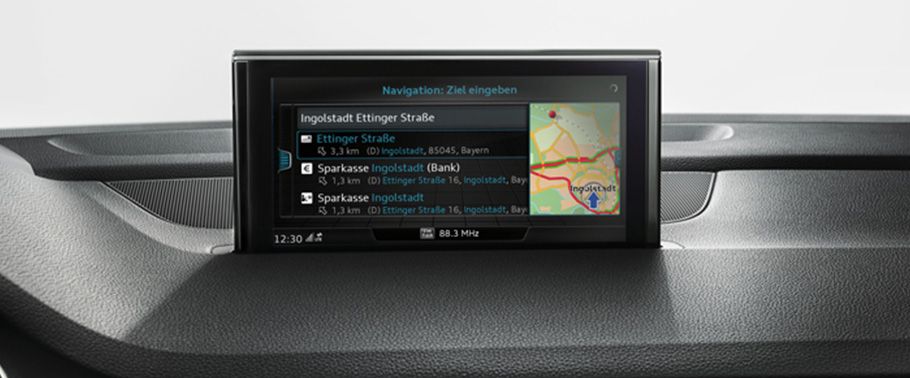 Navigation: Ziel eingeben
Ingolstadt Ettinger Straße
Ettinger Straße
3,3 km (D) Ingolstadt, 85045, Bayern
Sparkasse Ingolstadt (Bank)
1,3 km (D) Ettinger Straße 16, Ingolstadt, Bay
Sparkasse Ingolstadt
1,3 km (D) Ettinger Straße 16, Ingolstadt, Bay
Ingolstadt
12:30
88.3 MHz